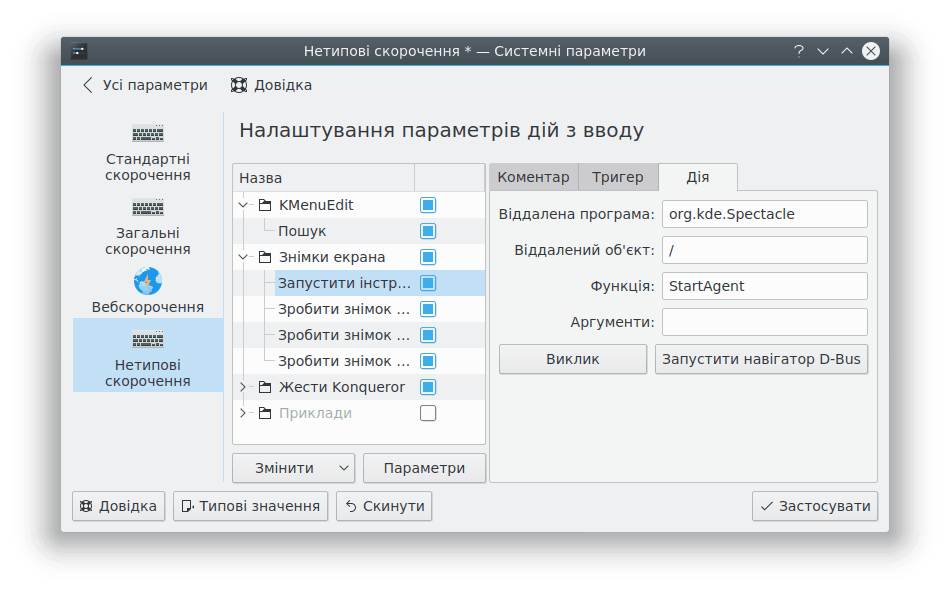 Нетипові скорочення * — Системні параметри
Усі параметри
Довідка
Стандартні
скорочення
Загальні
скорочення
Вебскорочення
Нетипові
скорочення
Налаштування параметрів дій з вводу
Назва
KMenuEdit
Пошук
Знімки екрана
Запустити інстр...
Зробити знімок ...
Зробити знімок ...
Зробити знімок ...
Жести Konqueror
Приклади
Змінити
Параметри
Коментар
Тригер
Дія
Віддалена програма:
org.kde.Spectacle
Віддалений об'єкт:
/
Функція:
StartAgent
Аргументи:
Виклик
Запустити навігатор D-Bus
Довідка
Типові значення
Скинути
Застосувати